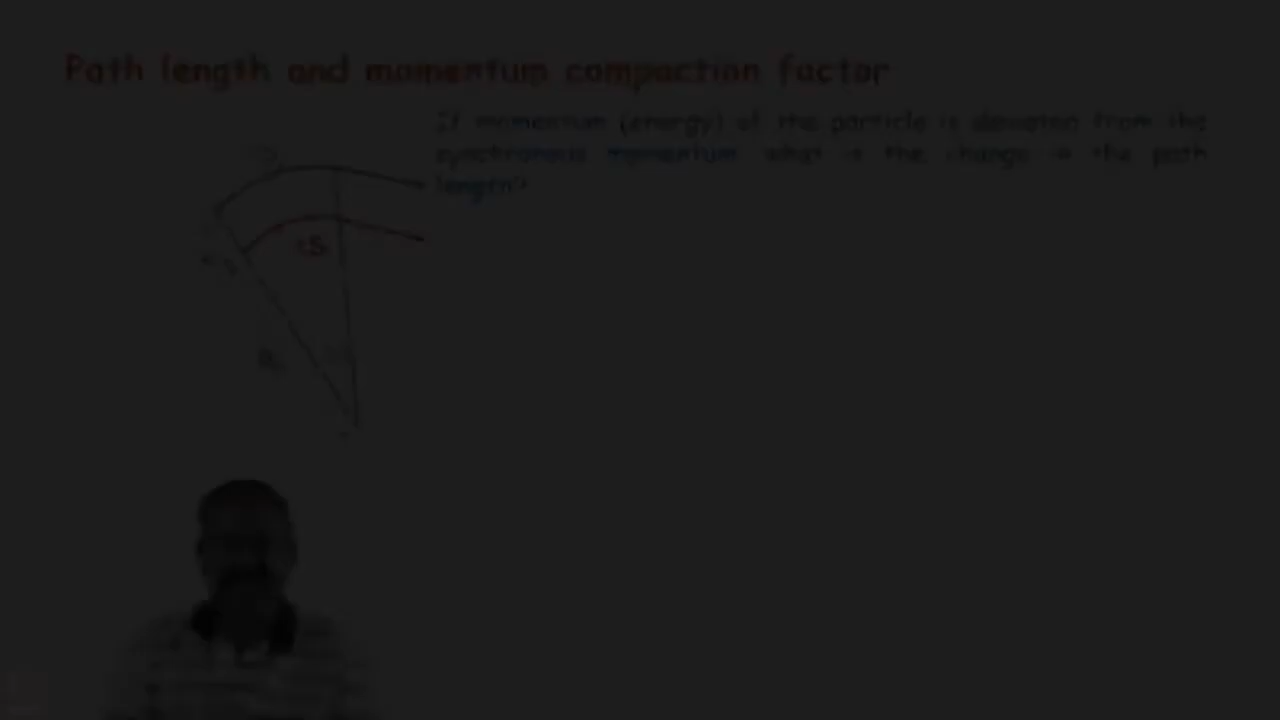 Path length and momentum compaction factor
If momentum (energy) of the particle is deviated from the
synchronous momentum what is the change in the path
length?